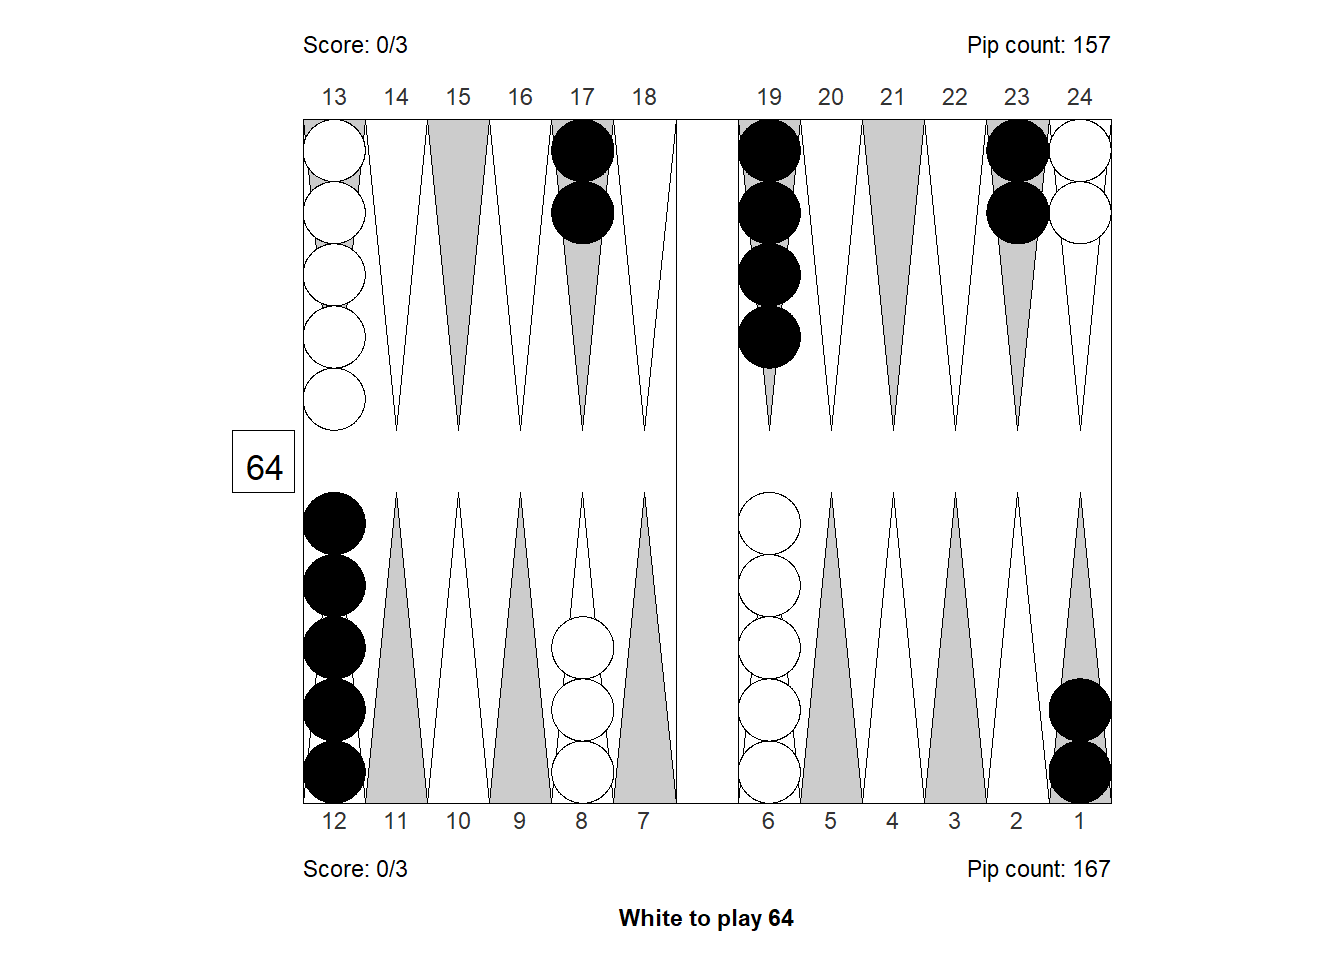 Score: 0/3 Pip count: 157
13 14 15 16 17 18 19 20 21 22 23 24
64
12 11 10 9 8 7 6 5 4 3 2 1
Score: 0/3 Pip count: 167
White to play 64